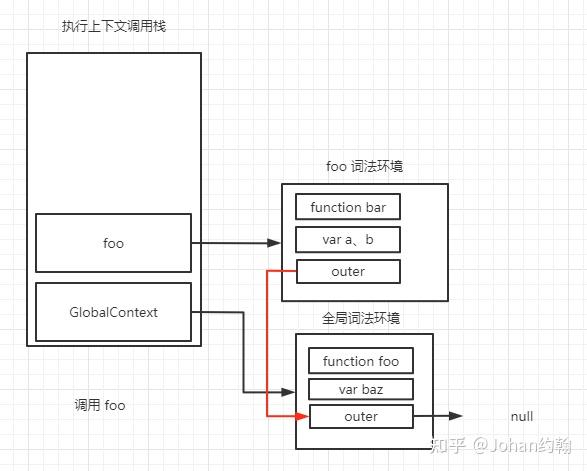 执行上下文调用栈
foo 词法环境
function bar
var a、b
foo
outer
GlobalContext
全局词法环境
function foo
var baz
调用 foo
outer
null
知乎 @Johan约翰